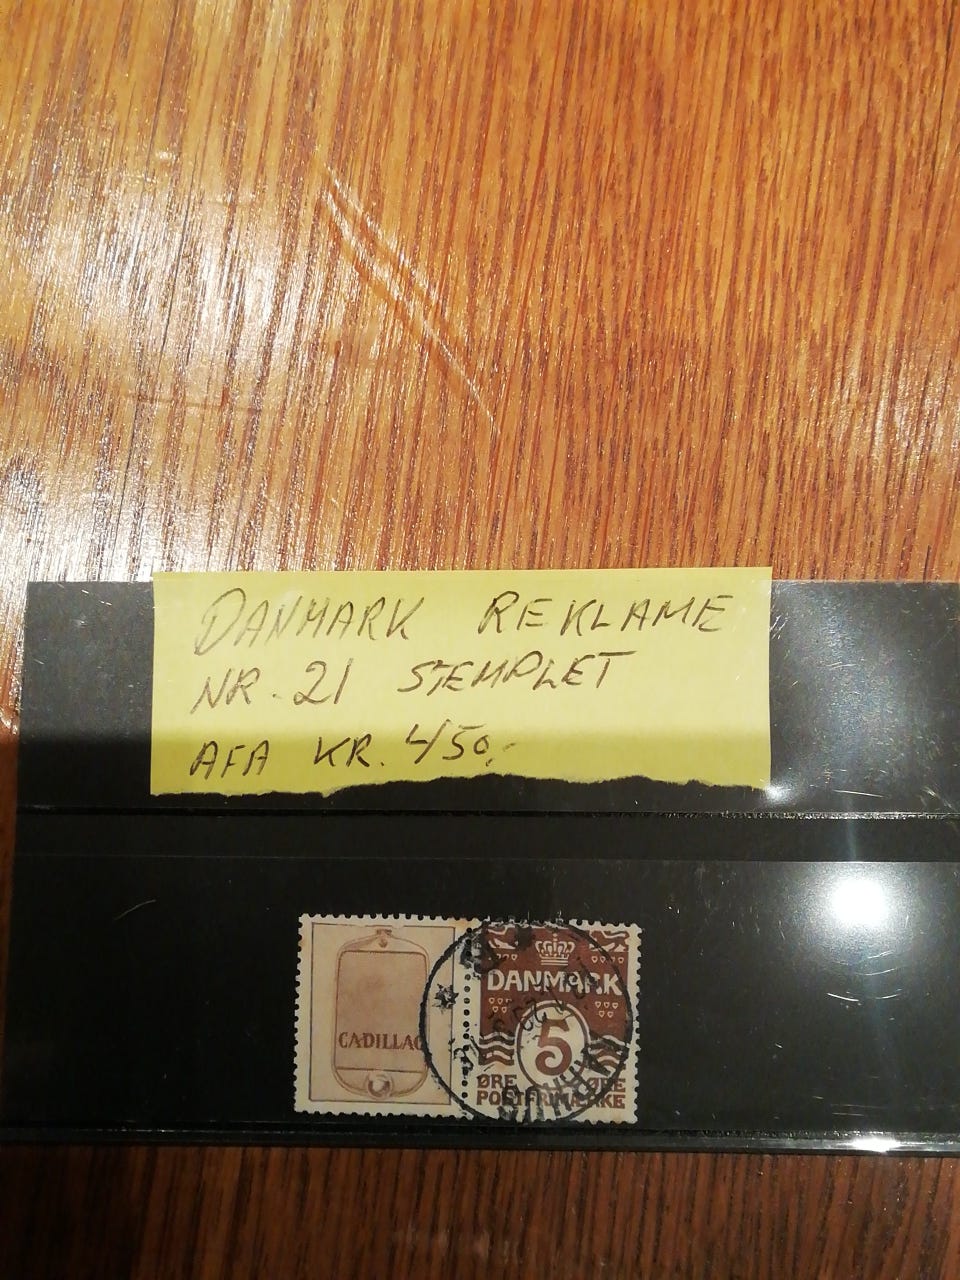 DANMARK REKLAME
NR. 21 STEMPLET
AFA KR. 450,-
CADILLAC
DANMARK
5
ØRE ØRE
POSTFRIMÆRKE